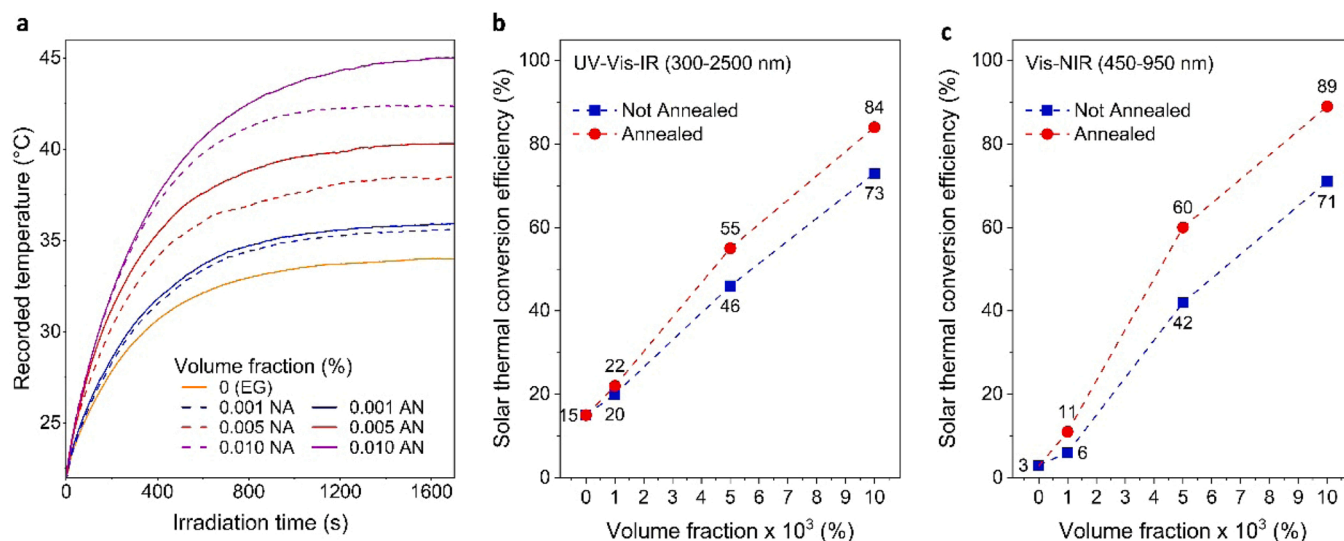 a
45
40
35
30
25
Recorded temperature (°C)
Volume fraction (%)
0 (EG)
0.001 NA
0.001 AN
0.005 NA
0.005 AN
0.010 NA
0.010 AN
0
400
800
1200
1600
Irradiation time (s)
b
100
80
60
40
20
0
Solar thermal conversion efficiency (%)
UV-Vis-IR (300-2500 nm)
Not Annealed
Annealed
84
73
55
46
22
20
15
0
1
2
3
4
5
6
7
8
9
10
Volume fraction x 10³ (%)
c
100
80
60
40
20
0
Solar thermal conversion efficiency (%)
Vis-NIR (450-950 nm)
Not Annealed
Annealed
89
71
60
42
11
6
3
0
1
2
3
4
5
6
7
8
9
10
Volume fraction x 10³ (%)